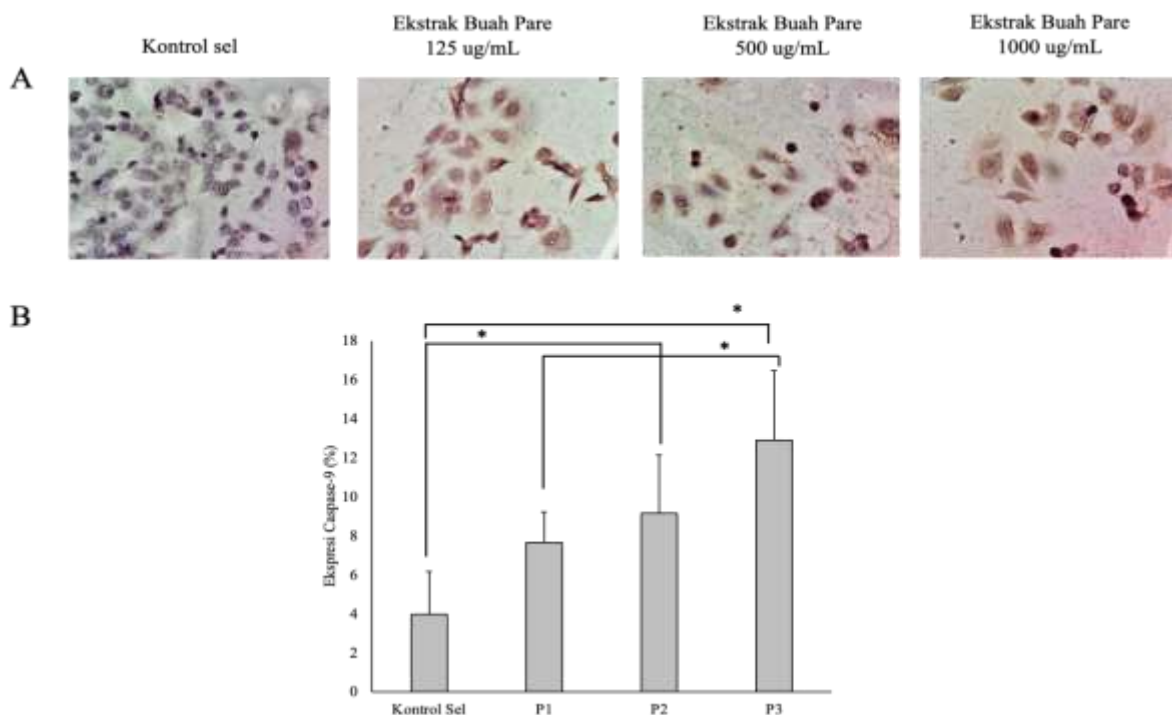 Kontrol sel
Ekstrak Buah Pare
125 ug/mL
Ekstrak Buah Pare
500 ug/mL
Ekstrak Buah Pare
1000 ug/mL
A
B
*
*
*
Ekspresi Caspase-9 (%)
18
16
14
12
10
8
6
4
2
0
Kontrol Sel
P1
P2
P3